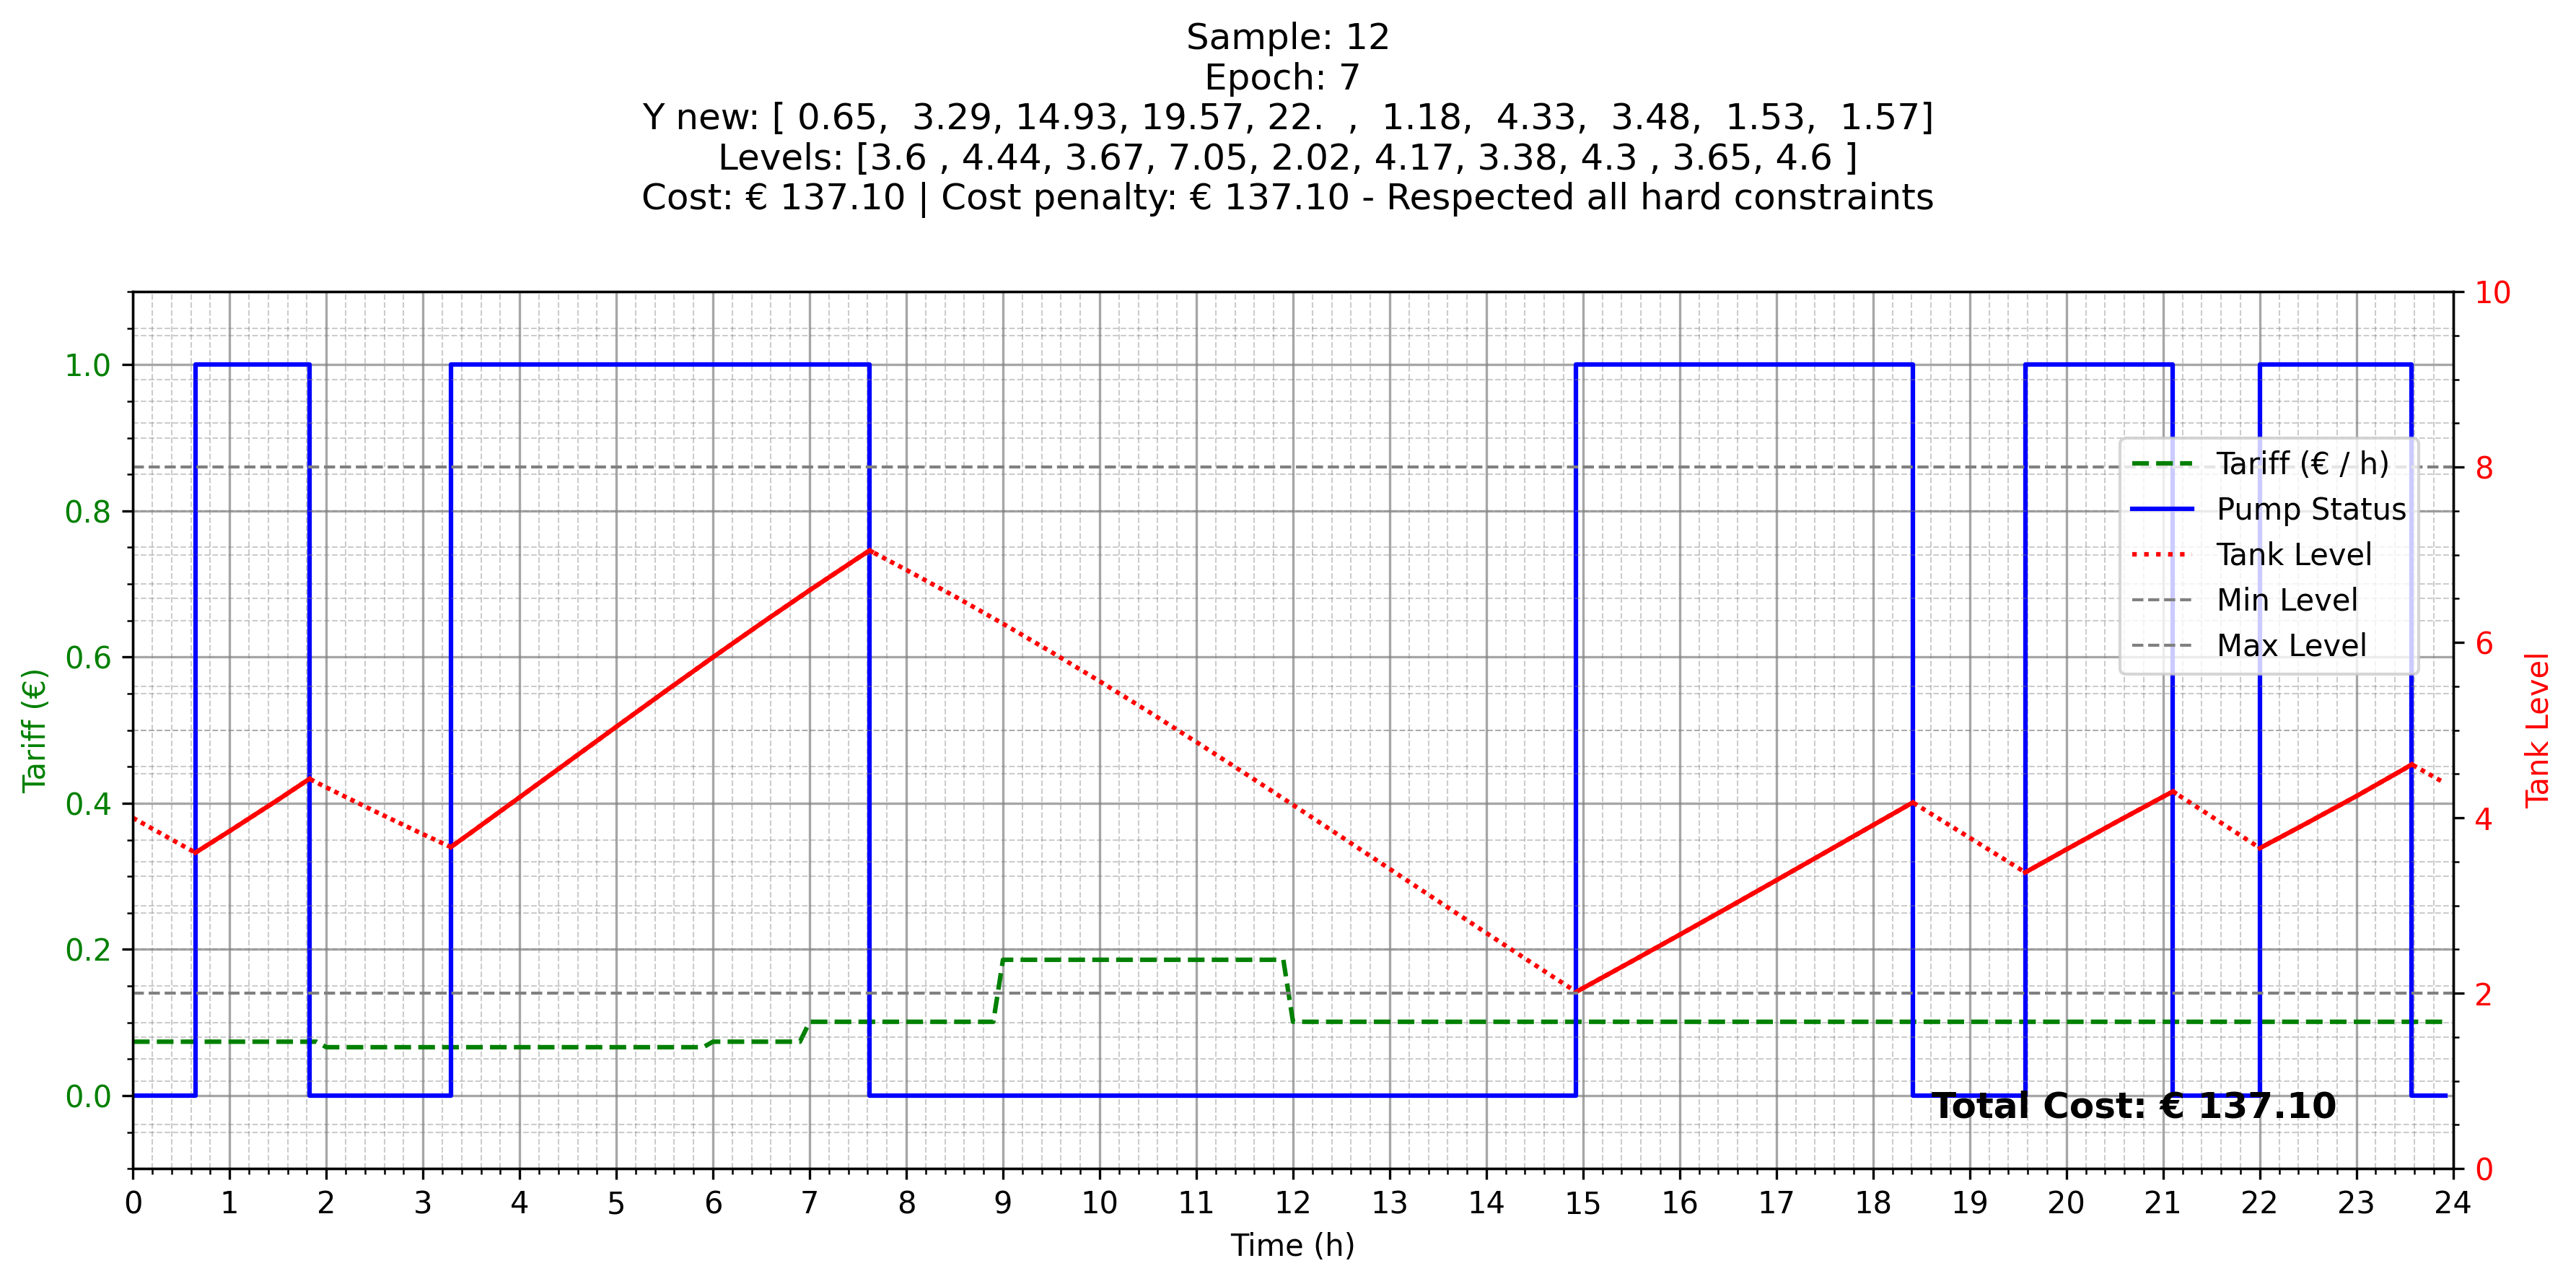 Sample: 12
Epoch: 7
Y new: [ 0.65,  3.29, 14.93, 19.57, 22.  ,  1.18,  4.33,  3.48,  1.53,  1.57]
Levels: [3.6 , 4.44, 3.67, 7.05, 2.02, 4.17, 3.38, 4.3 , 3.65, 4.6 ]
Cost: € 137.10 | Cost penalty: € 137.10 - Respected all hard constraints
10
1.0
8
0.8
6
0.6
4
0.4
2
0.2
0.0
0
Tariff (€)
Tank Level
Tariff (€ / h)
Pump Status
Tank Level
Min Level
Max Level
Total Cost: € 137.10
0 1 2 3 4 5 6 7 8 9 10 11 12 13 14 15 16 17 18 19 20 21 22 23 24
Time (h)